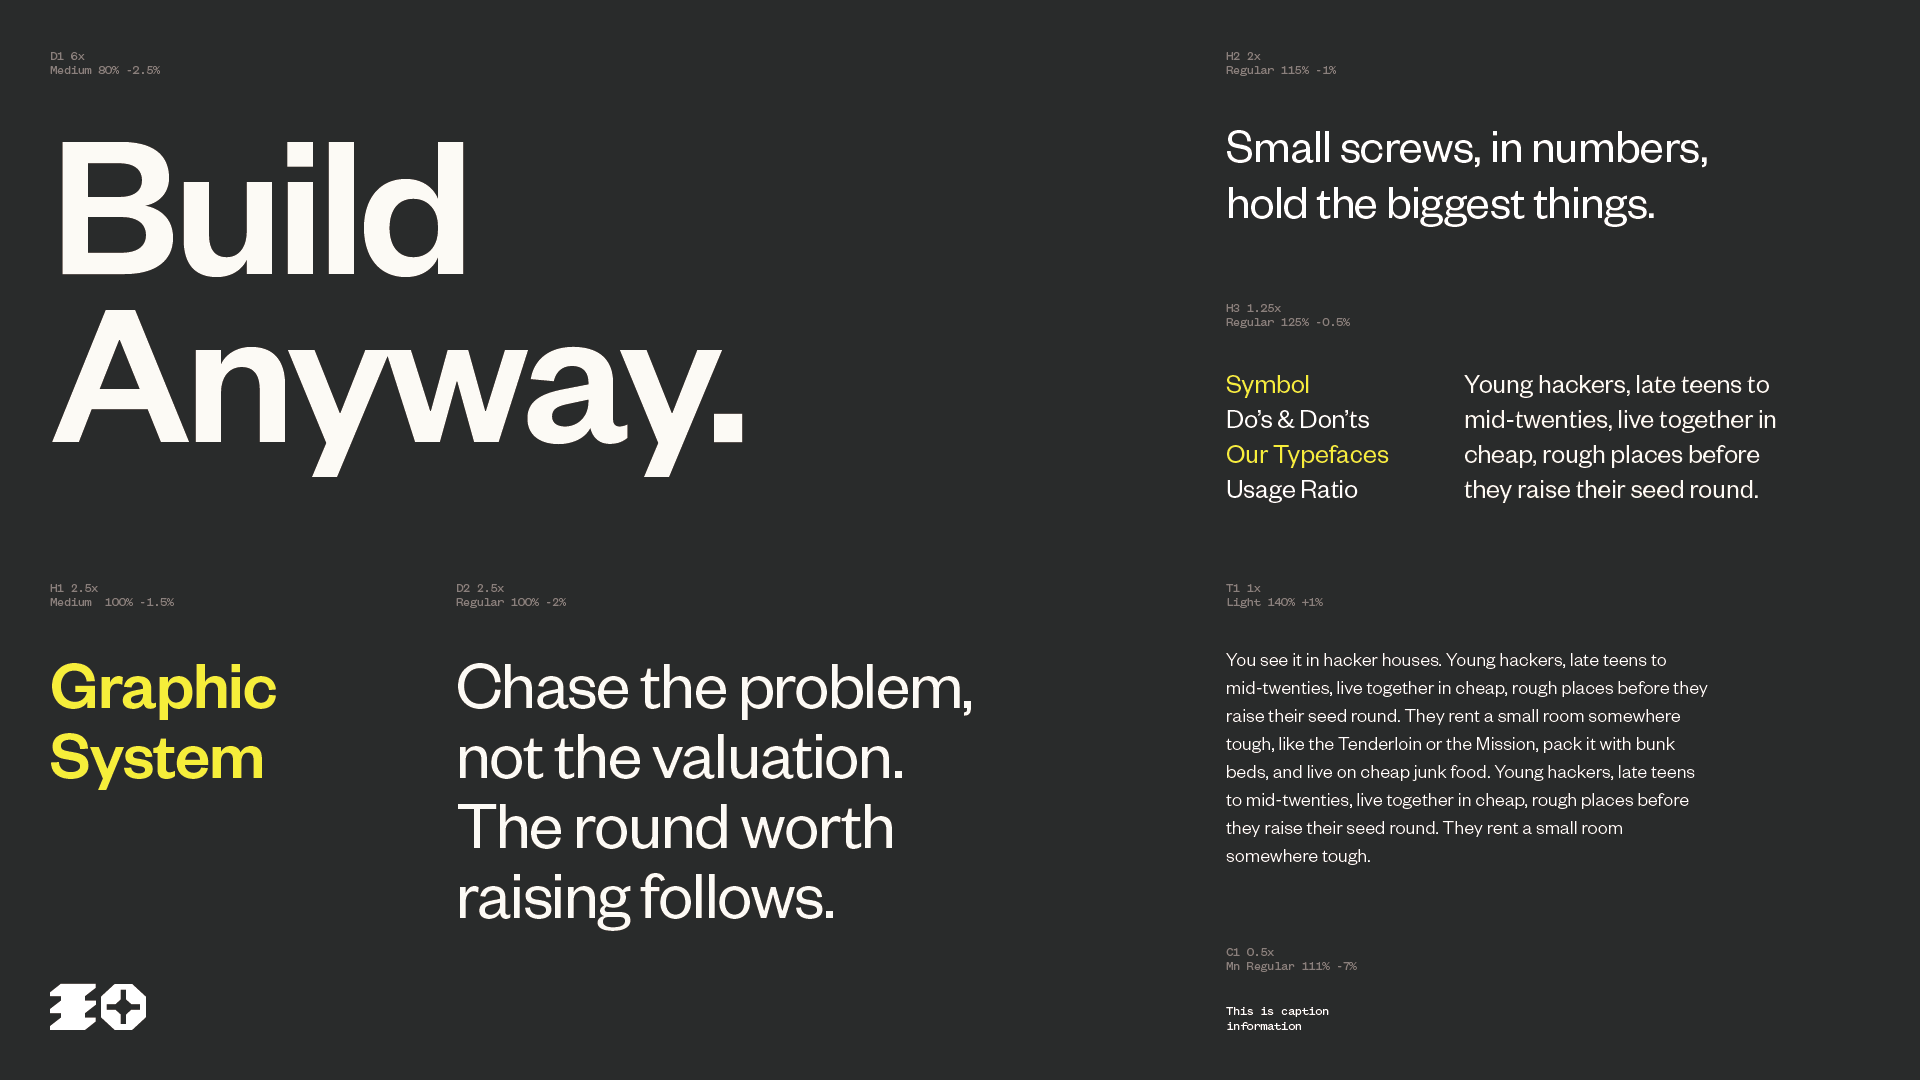 D1 6x
Medium 80% -2.5%
Build
Anyway.
H1 2.5x
Medium  100% -1.5%
Graphic
System
D2 2.5x
Regular 100% -2%
Chase the problem,
not the valuation.
The round worth
raising follows.
H2 2x
Regular 115% -1%
Small screws, in numbers,
hold the biggest things.
H3 1.25x
Regular 125% -0.5%
Symbol
Do’s & Don’ts
Our Typefaces
Usage Ratio
Young hackers, late teens to
mid-twenties, live together in
cheap, rough places before
they raise their seed round.
T1 1x
Light 140% +1%
You see it in hacker houses. Young hackers, late teens to
mid-twenties, live together in cheap, rough places before they
raise their seed round. They rent a small room somewhere
tough, like the Tenderloin or the Mission, pack it with bunk
beds, and live on cheap junk food. Young hackers, late teens
to mid-twenties, live together in cheap, rough places before
they raise their seed round. They rent a small room
somewhere tough.
C1 0.5x
Mn Regular 111% -7%
This is caption
information